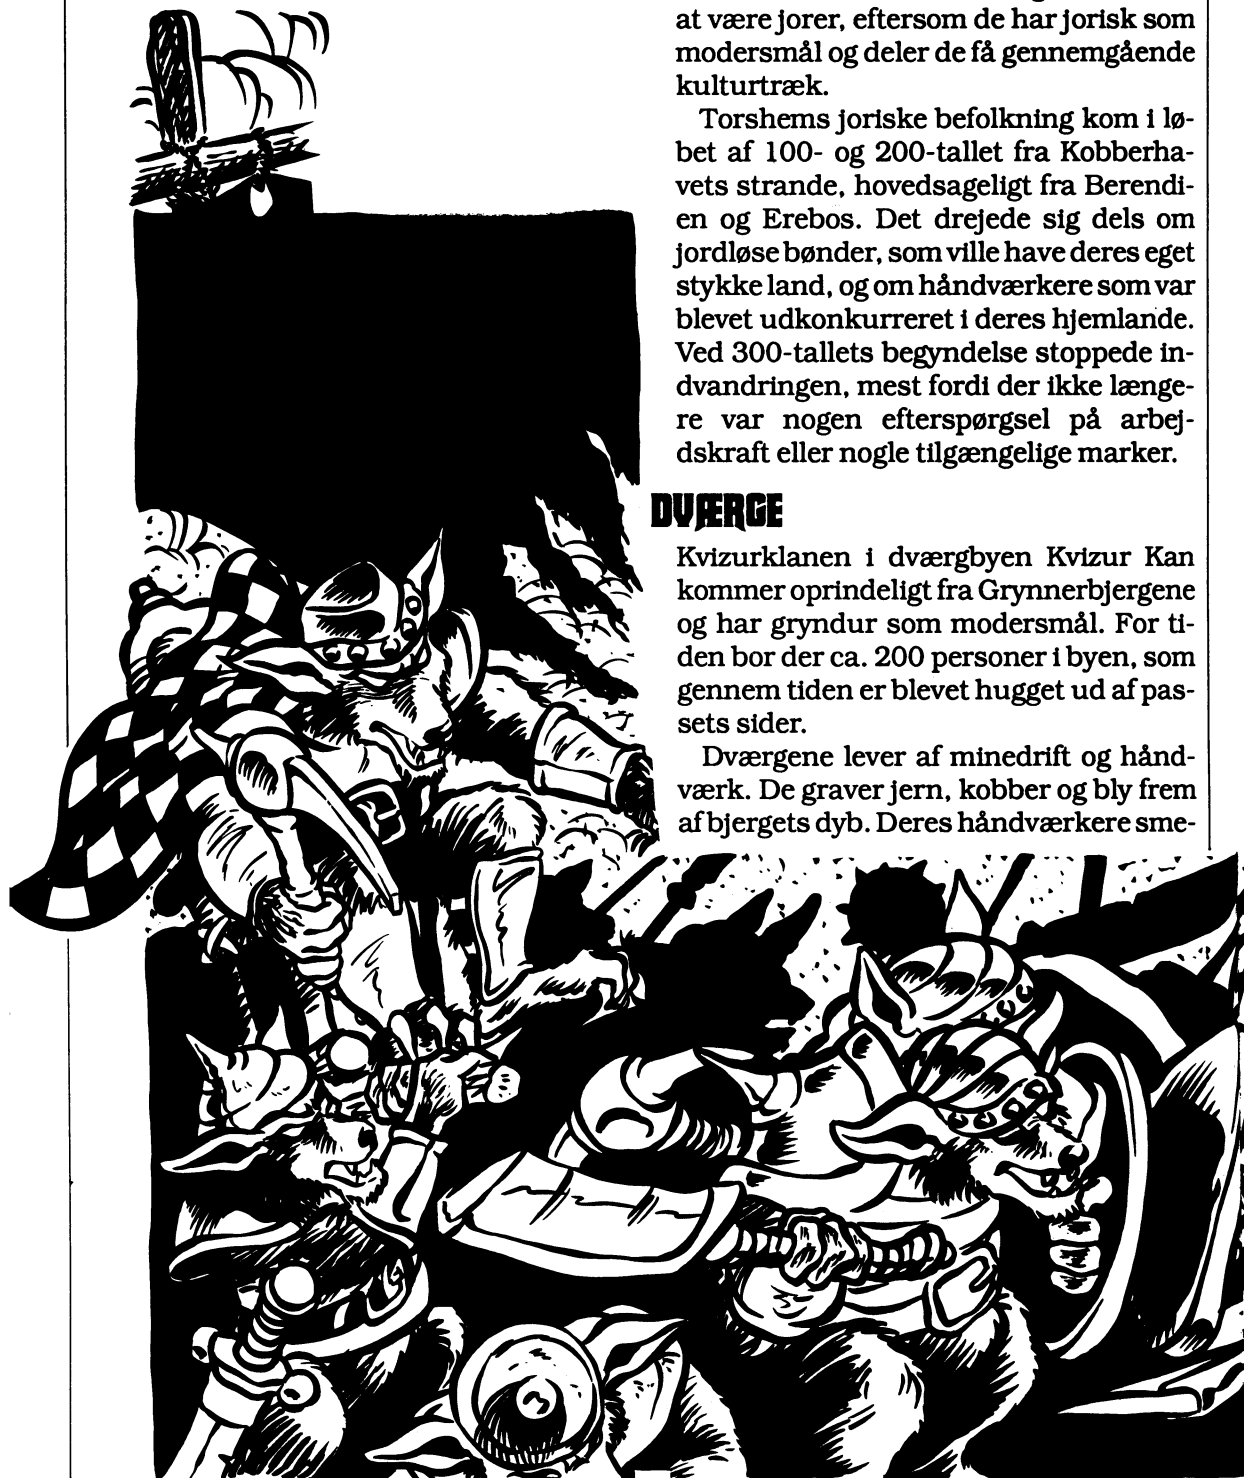 at være jorer, eftersom de har jorisk som
modersmål og deler de få gennemgående
kulturtræk.
Torshems joriske befolkning kom i lø-
bet af 100- og 200-tallet fra Kobberha-
vets strande, hovedsageligt fra Berendi-
en og Erebos. Det drejede sig dels om
jordløse bønder, som ville have deres eget
stykke land, og om håndværkere som var
blevet udkonkurreret i deres hjemlande.
Ved 300-tallets begyndelse stoppede in-
dvandringen, mest fordi der ikke længe-
re var nogen efterspørgsel på arbej-
dskraft eller nogle tilgængelige marker.
DVÆRGE
Kvizurklanen i dværgbyen Kvizur Kan
kommer oprindeligt fra Grynnerbjergene
og har gryndur som modersmål. For ti-
den bor der ca. 200 personer i byen, som
gennem tiden er blevet hugget ud af pas-
sets sider.
Dværgene lever af minedrift og hånd-
værk. De graver jern, kobber og bly frem
af bjergets dyb. Deres håndværkere sme-